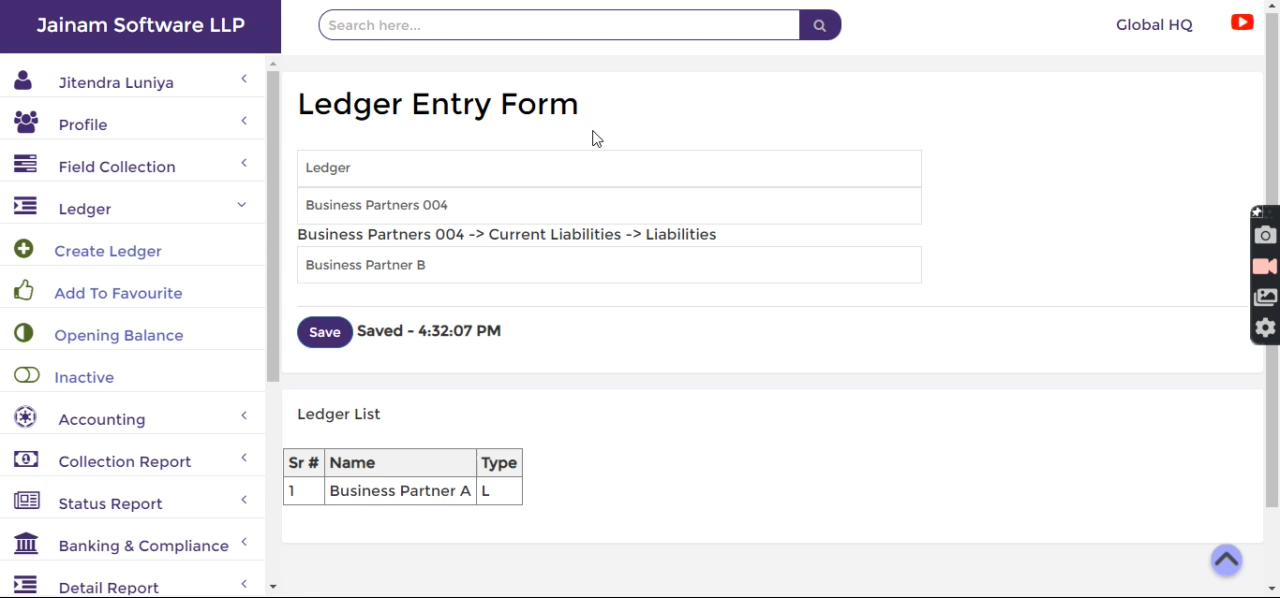 Jainam Software LLP
Search here...
Global HQ
Jitendra Luniya
Profile
Field Collection
Ledger
Create Ledger
Add To Favourite
Opening Balance
Inactive
Accounting
Collection Report
Status Report
Banking & Compliance
Detail Report
Ledger Entry Form
Ledger
Business Partners 004
Business Partners 004 -> Current Liabilities -> Liabilities
Business Partner B
Save Saved - 4:32:07 PM
Ledger List
Sr # Name Type
1 Business Partner A L